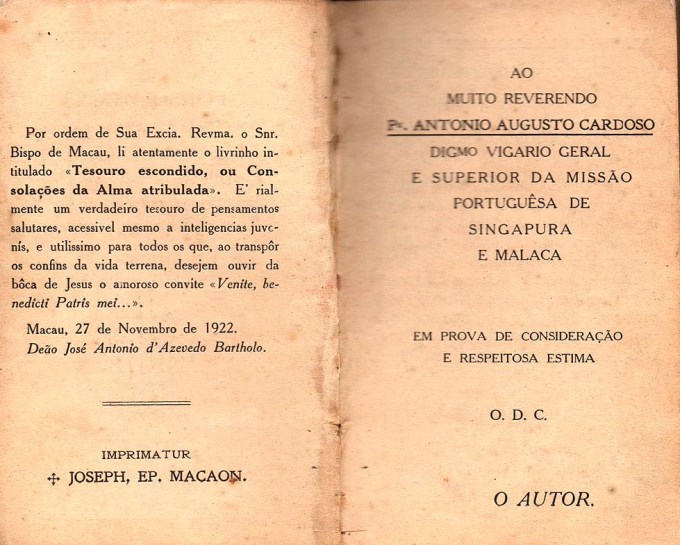 Por ordem de Sua Excia. Revma. o Snr.
Bispo de Macau, li atentamente o livrinho in-
titulado «Tesouro escondido, ou Con-
solações da Alma atribulada». E' rial-
mente um verdadeiro tesouro de pensamentos
salutares, acessivel mesmo a inteligencias juve-
nís, e utilissimo para todos os que, ao transpôr
os confins da vida terrena, desejem ouvir da
bôca de Jesus o amoroso convite «Venite, be-
nedicti Patris mei...».
Macau, 27 de Novembro de 1922.
Deão José Antonio d'Azevedo Bartholo.
IMPRIMATUR
✣ JOSEPH, EP. MACAON.
AO
MUITO REVERENDO
Pe. ANTONIO AUGUSTO CARDOSO
DIGMO VIGARIO GERAL
E SUPERIOR DA MISSÃO
PORTUGUÊSA DE
SINGAPURA
E MALACA
EM PROVA DE CONSIDERAÇÃO
E RESPEITOSA ESTIMA
O. D. C.
O AUTOR.